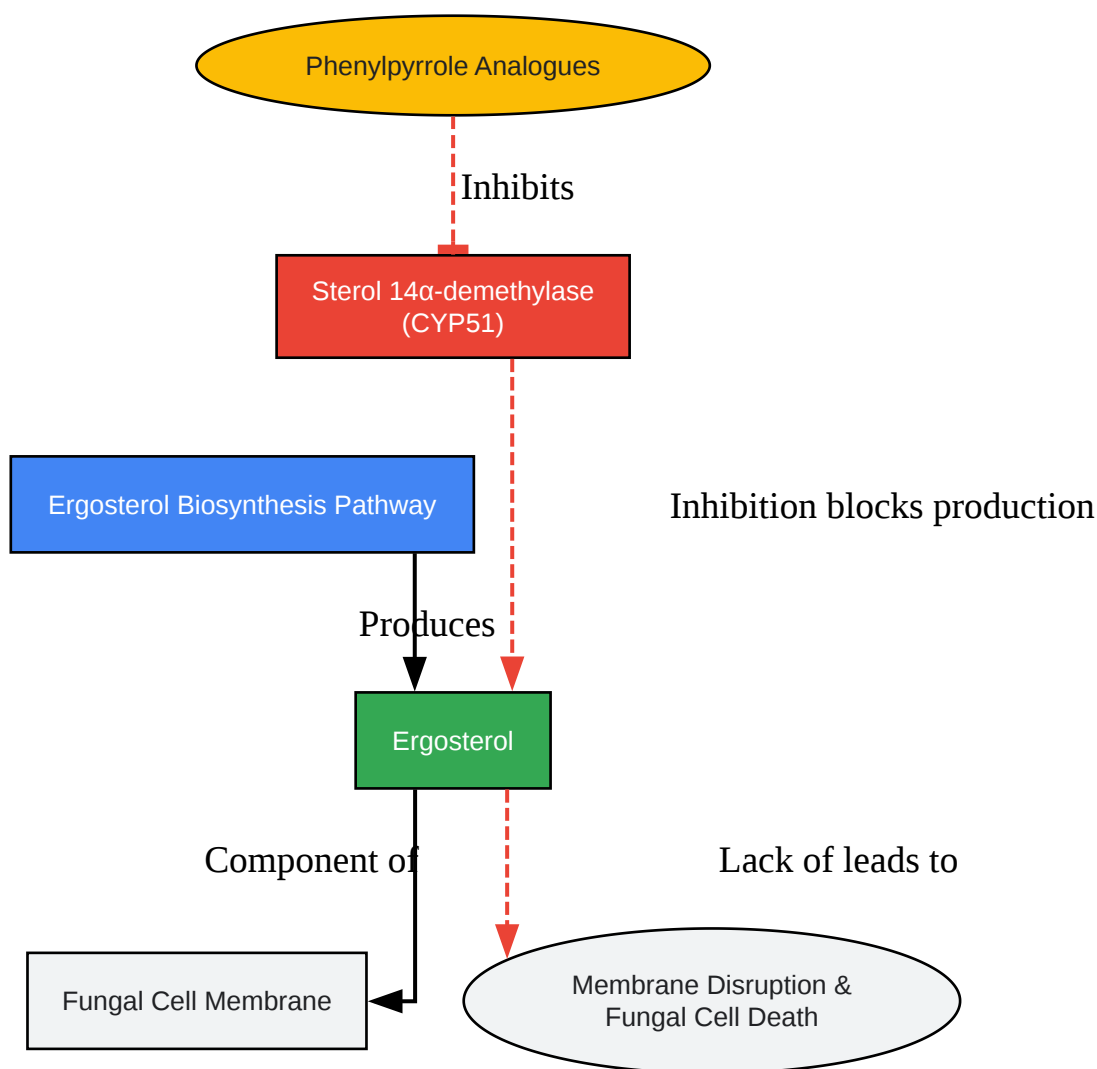 Phenylpyrrole Analogues
Inhibits
Sterol 14α-demethylase
(CYP51)
Ergosterol Biosynthesis Pathway
Inhibition blocks production
Produces
Ergosterol
Component of
Lack of leads to
Fungal Cell Membrane
Membrane Disruption &
Fungal Cell Death